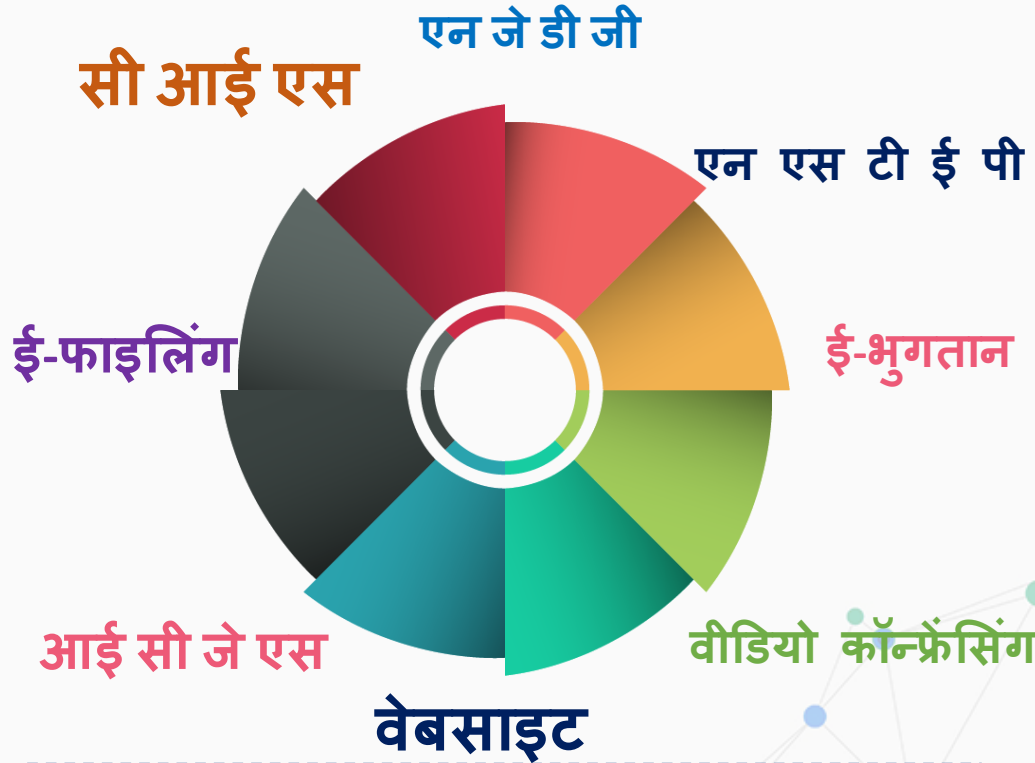 एन जे डी जी
सी आई एस
एन एस टी ई पी
ई-फाइलिंग
ई-भुगतान
आई सी जे एस
वीडियो कॉन्फ्रेंसिंग
वेबसाइट